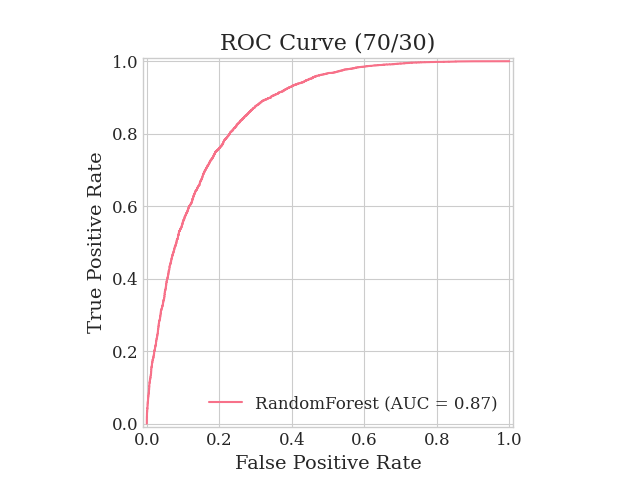 ROC Curve (70/30)
True Positive Rate
1.0
0.8
0.6
0.4
0.2
0.0
RandomForest (AUC = 0.87)
0.0 0.2 0.4 0.6 0.8 1.0
False Positive Rate